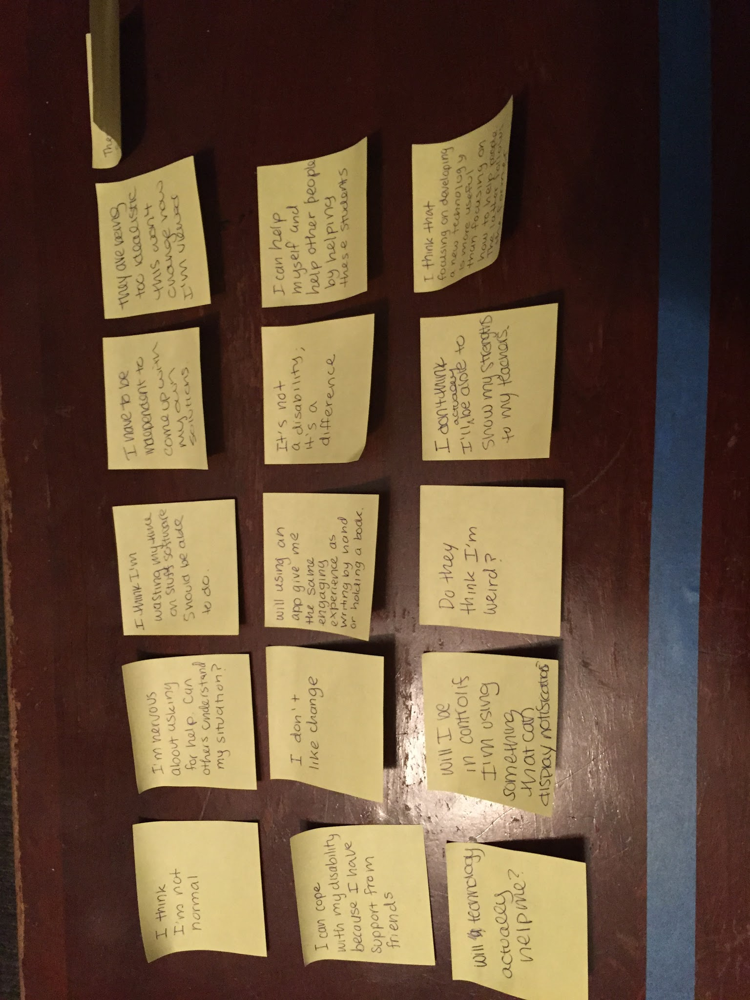 I think
I'm not
normal
I'm nervous
about asking
for help. Can
others understand
my situation?
I think I'm
wasting my time
on stuff software
should be able
to do.
I have to be
independent to
come up with
my own
solutions.
they are being
too idealistic
this won't
change how
I'm viewed
The
I can cope
with my disability
because I have
support from
friends
I don't
like change
will using an
app give me
the same
engaging
experience as
writing by hand
or holding a book.
It's not
a disability;
it's a
difference
I can help
myself and
help other people
by helping
these students
will technology
actually
help me?
will I be
in control if
I'm using
something
that can
display notifications
Do they
think I'm
weird?
I don't think
I'll actually be able to
show my strengths
to my teachers.
I think that
focusing on developing
a new technology
is more useful
than focusing on
how to help people.
The latter follows
the former